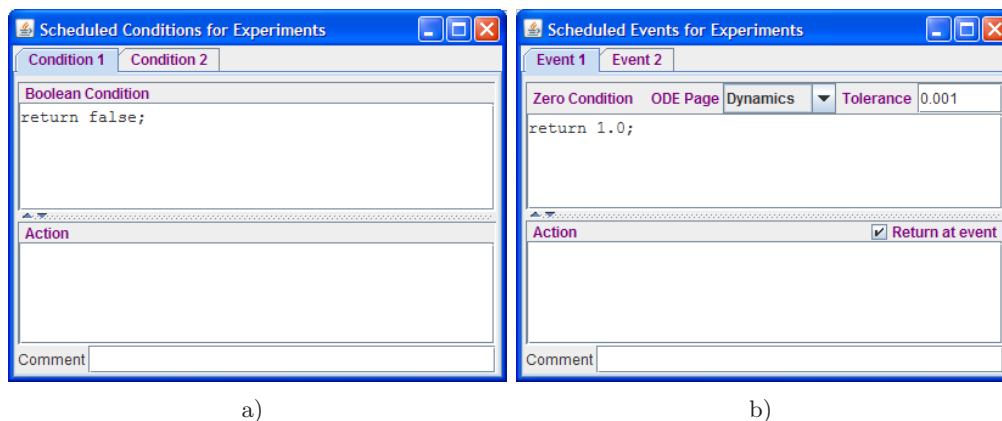 Scheduled Conditions for Experiments
Condition 1 Condition 2
Boolean Condition
return false;
Action
Comment
a)
Scheduled Events for Experiments
Event 1 Event 2
Zero Condition ODE Page Dynamics Tolerance 0.001
return 1.0;
Action Return at event
Comment
b)